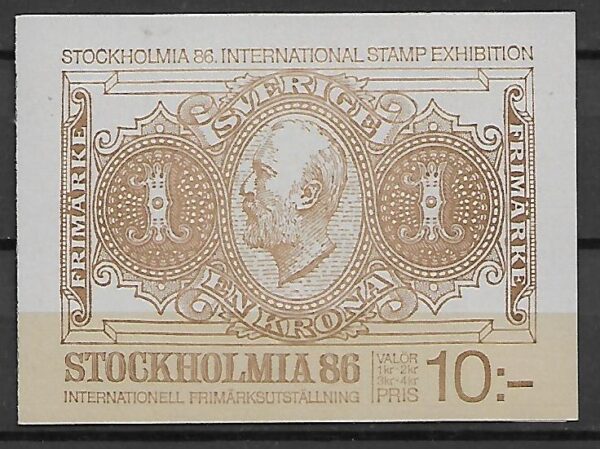 STOCKHOLMIA 86. INTERNATIONAL STAMP EXHIBITION
SVERIGE
FRIMÄRKE
1
1
FRIMÄRKE
EN KRONA
STOCKHOLMIA 86
INTERNATIONELL FRIMÄRKSUTSTÄLLNING
VALÖR
1kr-2kr
3kr-4kr
PRIS
10:-